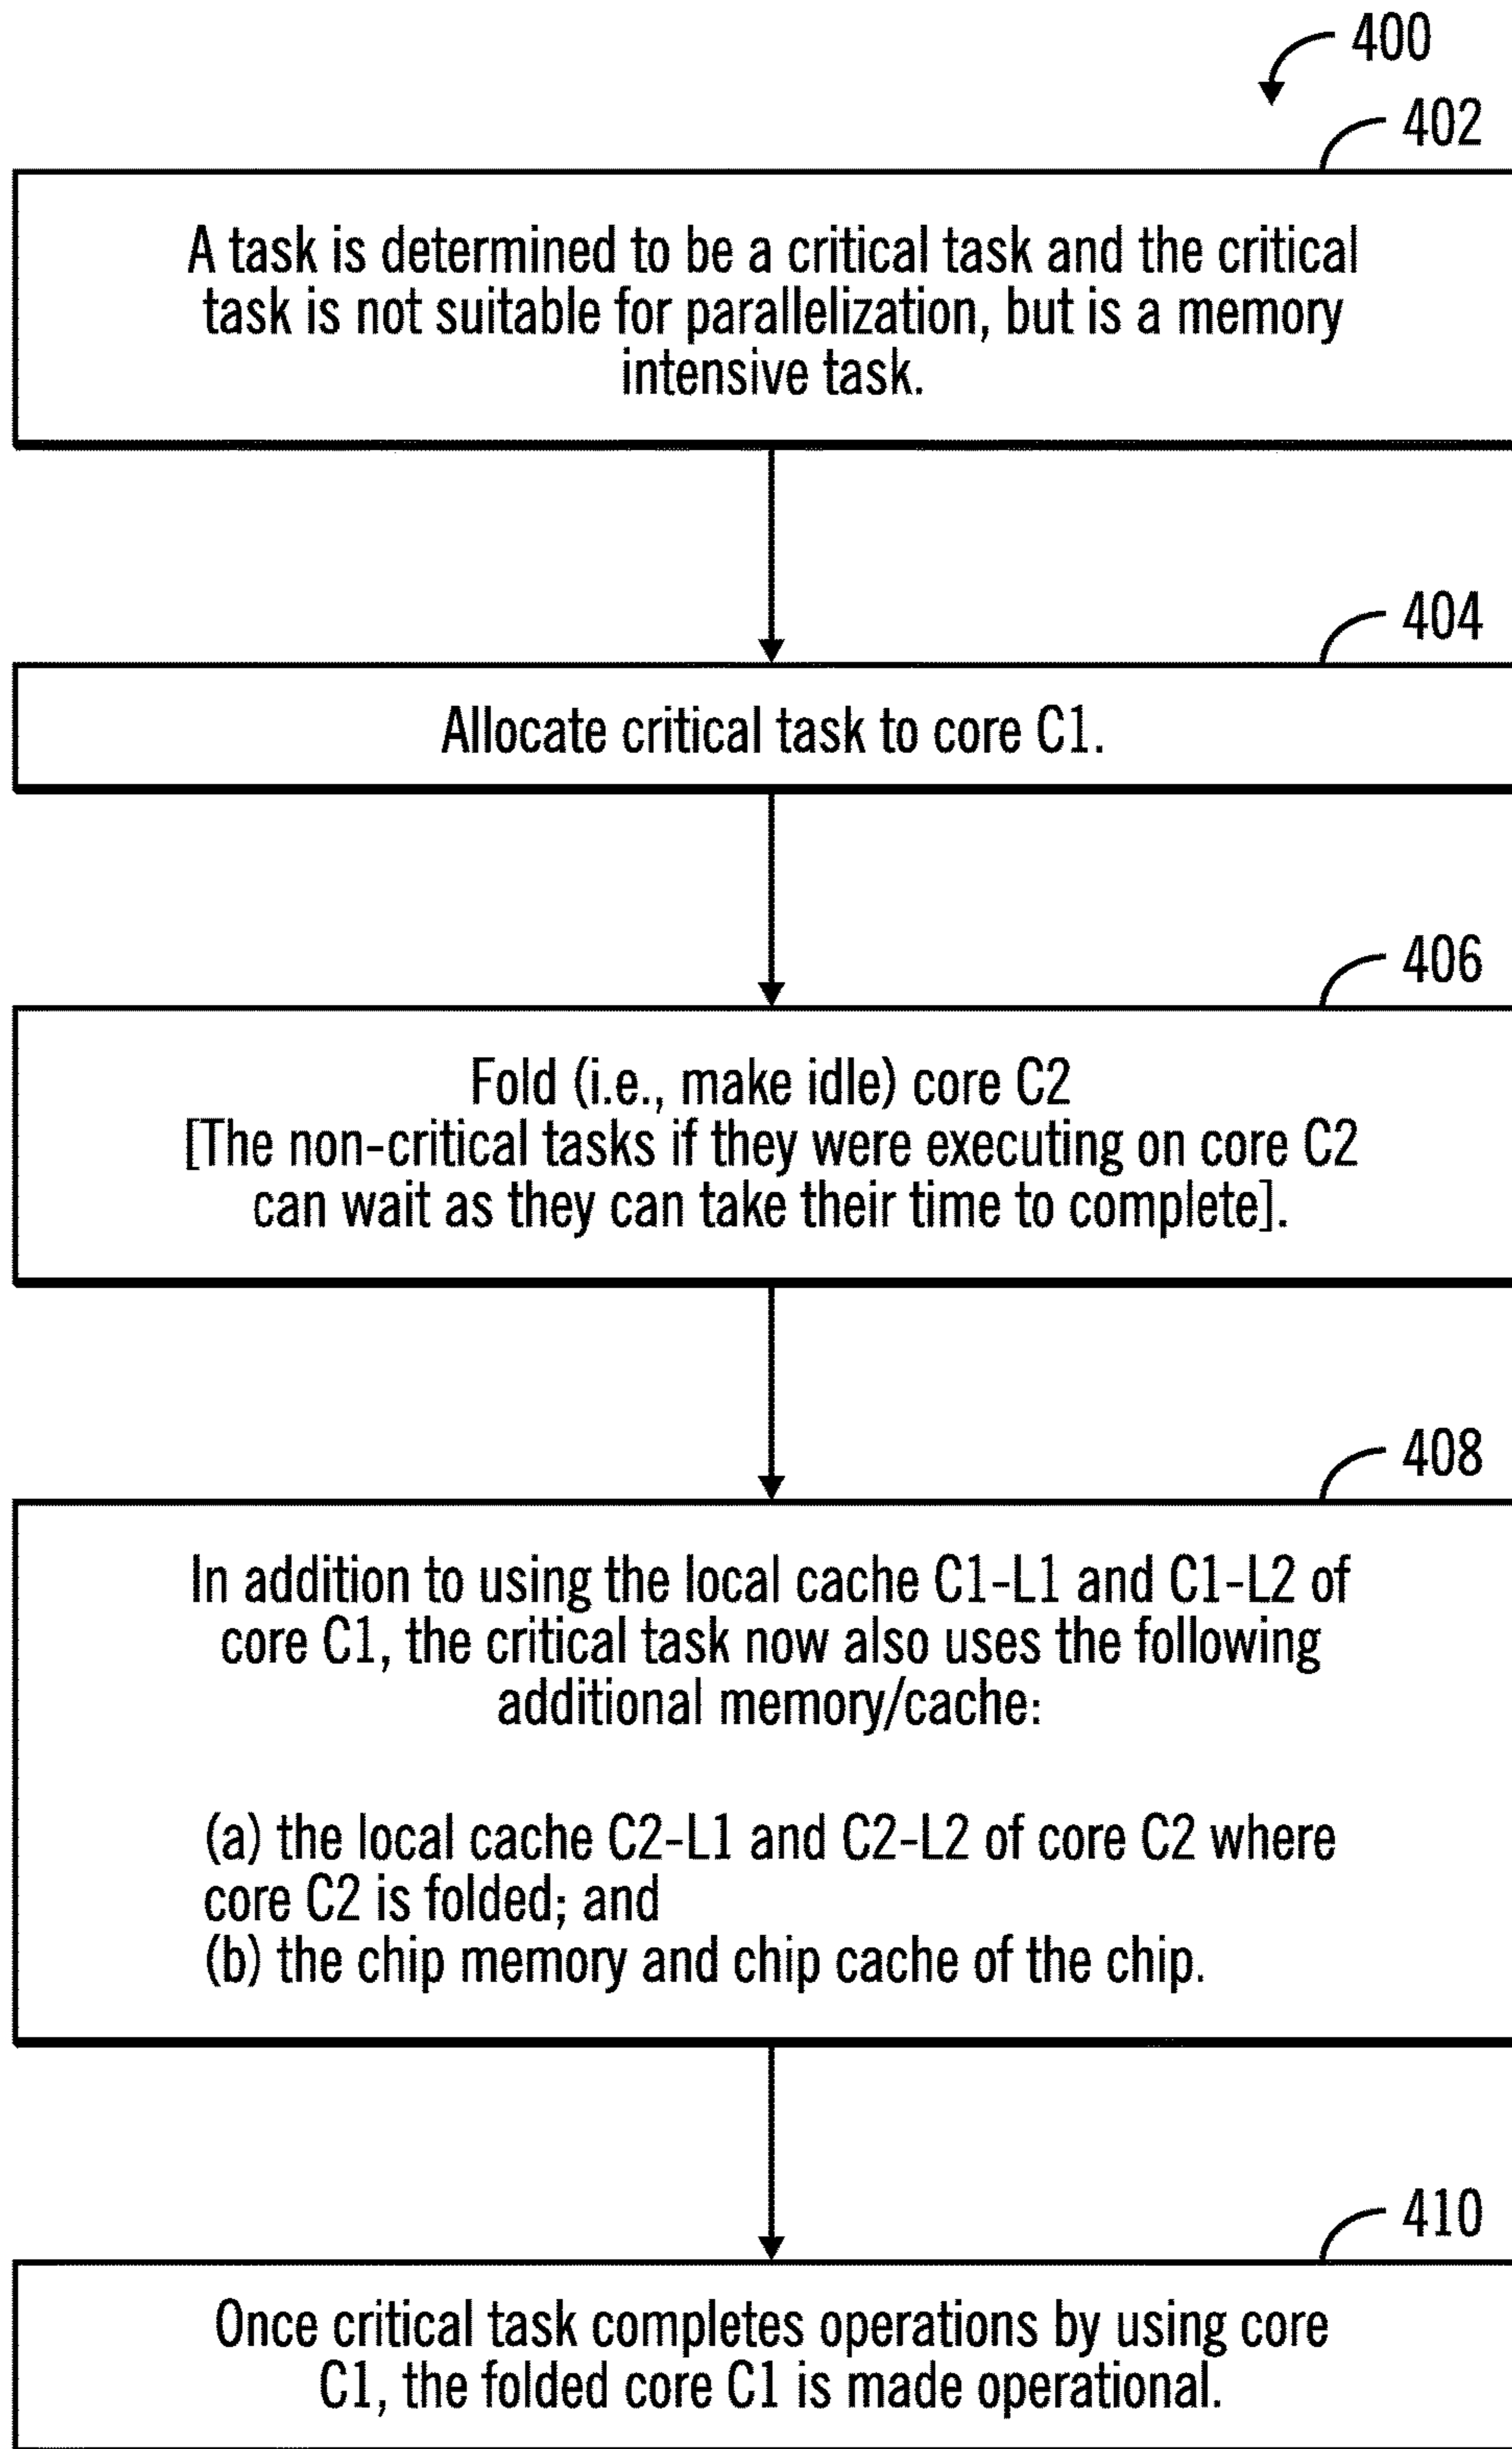 400
402
A task is determined to be a critical task and the critical
task is not suitable for parallelization, but is a memory
intensive task.
404
Allocate critical task to core C1.
406
Fold (i.e., make idle) core C2
[The non-critical tasks if they were executing on core C2
can wait as they can take their time to complete].
408
In addition to using the local cache C1-L1 and C1-L2 of
core C1, the critical task now also uses the following
additional memory/cache:
(a) the local cache C2-L1 and C2-L2 of core C2 where
core C2 is folded; and
(b) the chip memory and chip cache of the chip.
410
Once critical task completes operations by using core
C1, the folded core C1 is made operational.